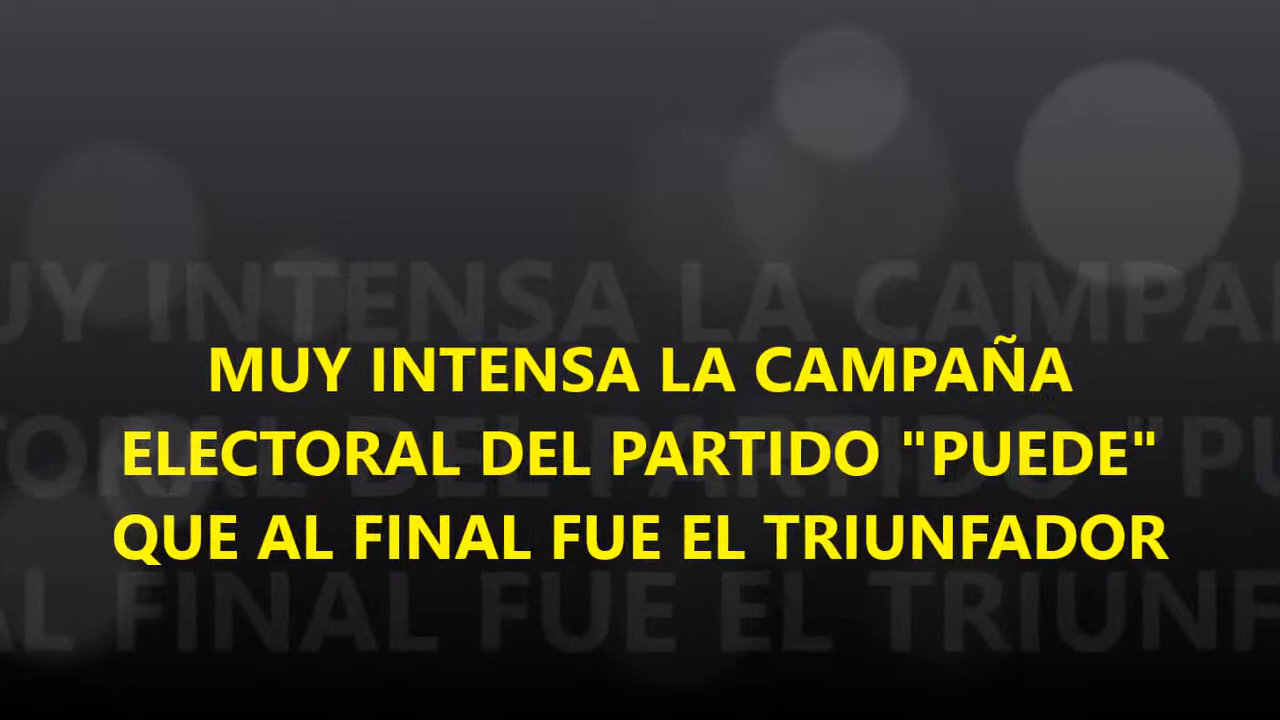 MUY INTENSA LA CAMPAÑA
ELECTORAL DEL PARTIDO "PUEDE"
QUE AL FINAL FUE EL TRIUNFADOR